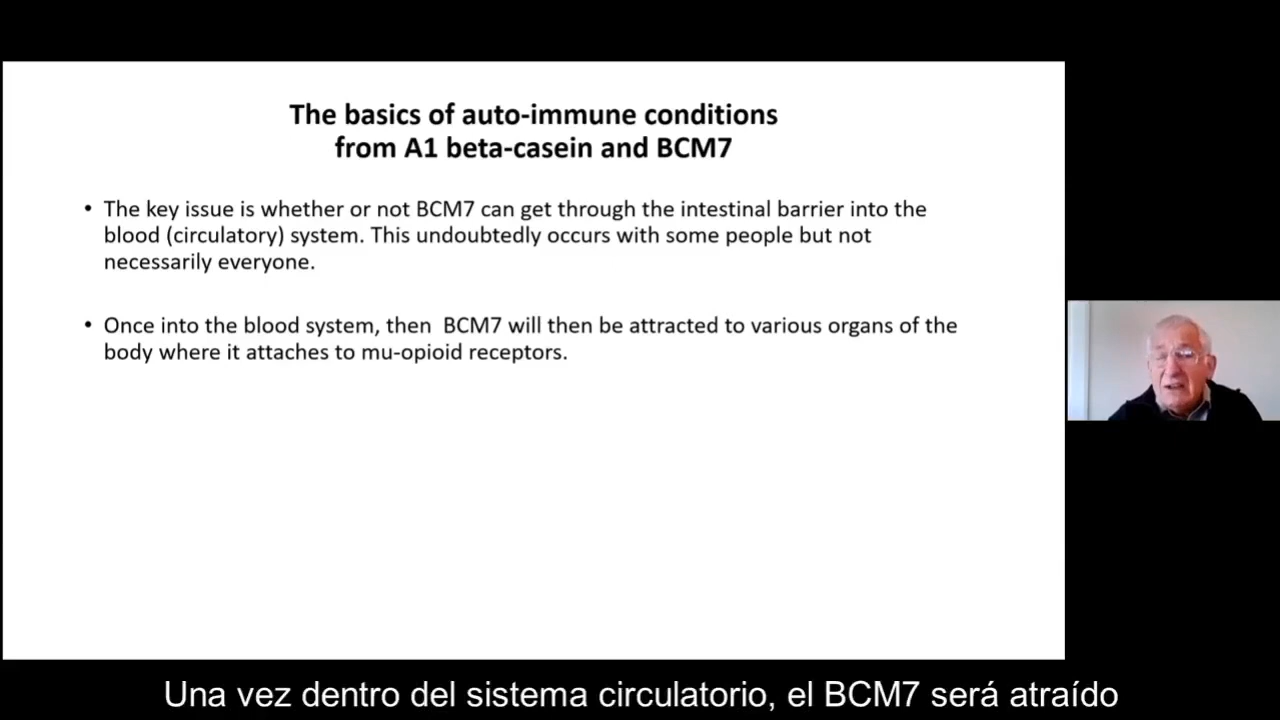 The basics of auto-immune conditions
from A1 beta-casein and BCM7
• The key issue is whether or not BCM7 can get through the intestinal barrier into the
blood (circulatory) system. This undoubtedly occurs with some people but not
necessarily everyone.
• Once into the blood system, then  BCM7 will then be attracted to various organs of the
body where it attaches to mu-opioid receptors.
Una vez dentro del sistema circulatorio, el BCM7 será atraído